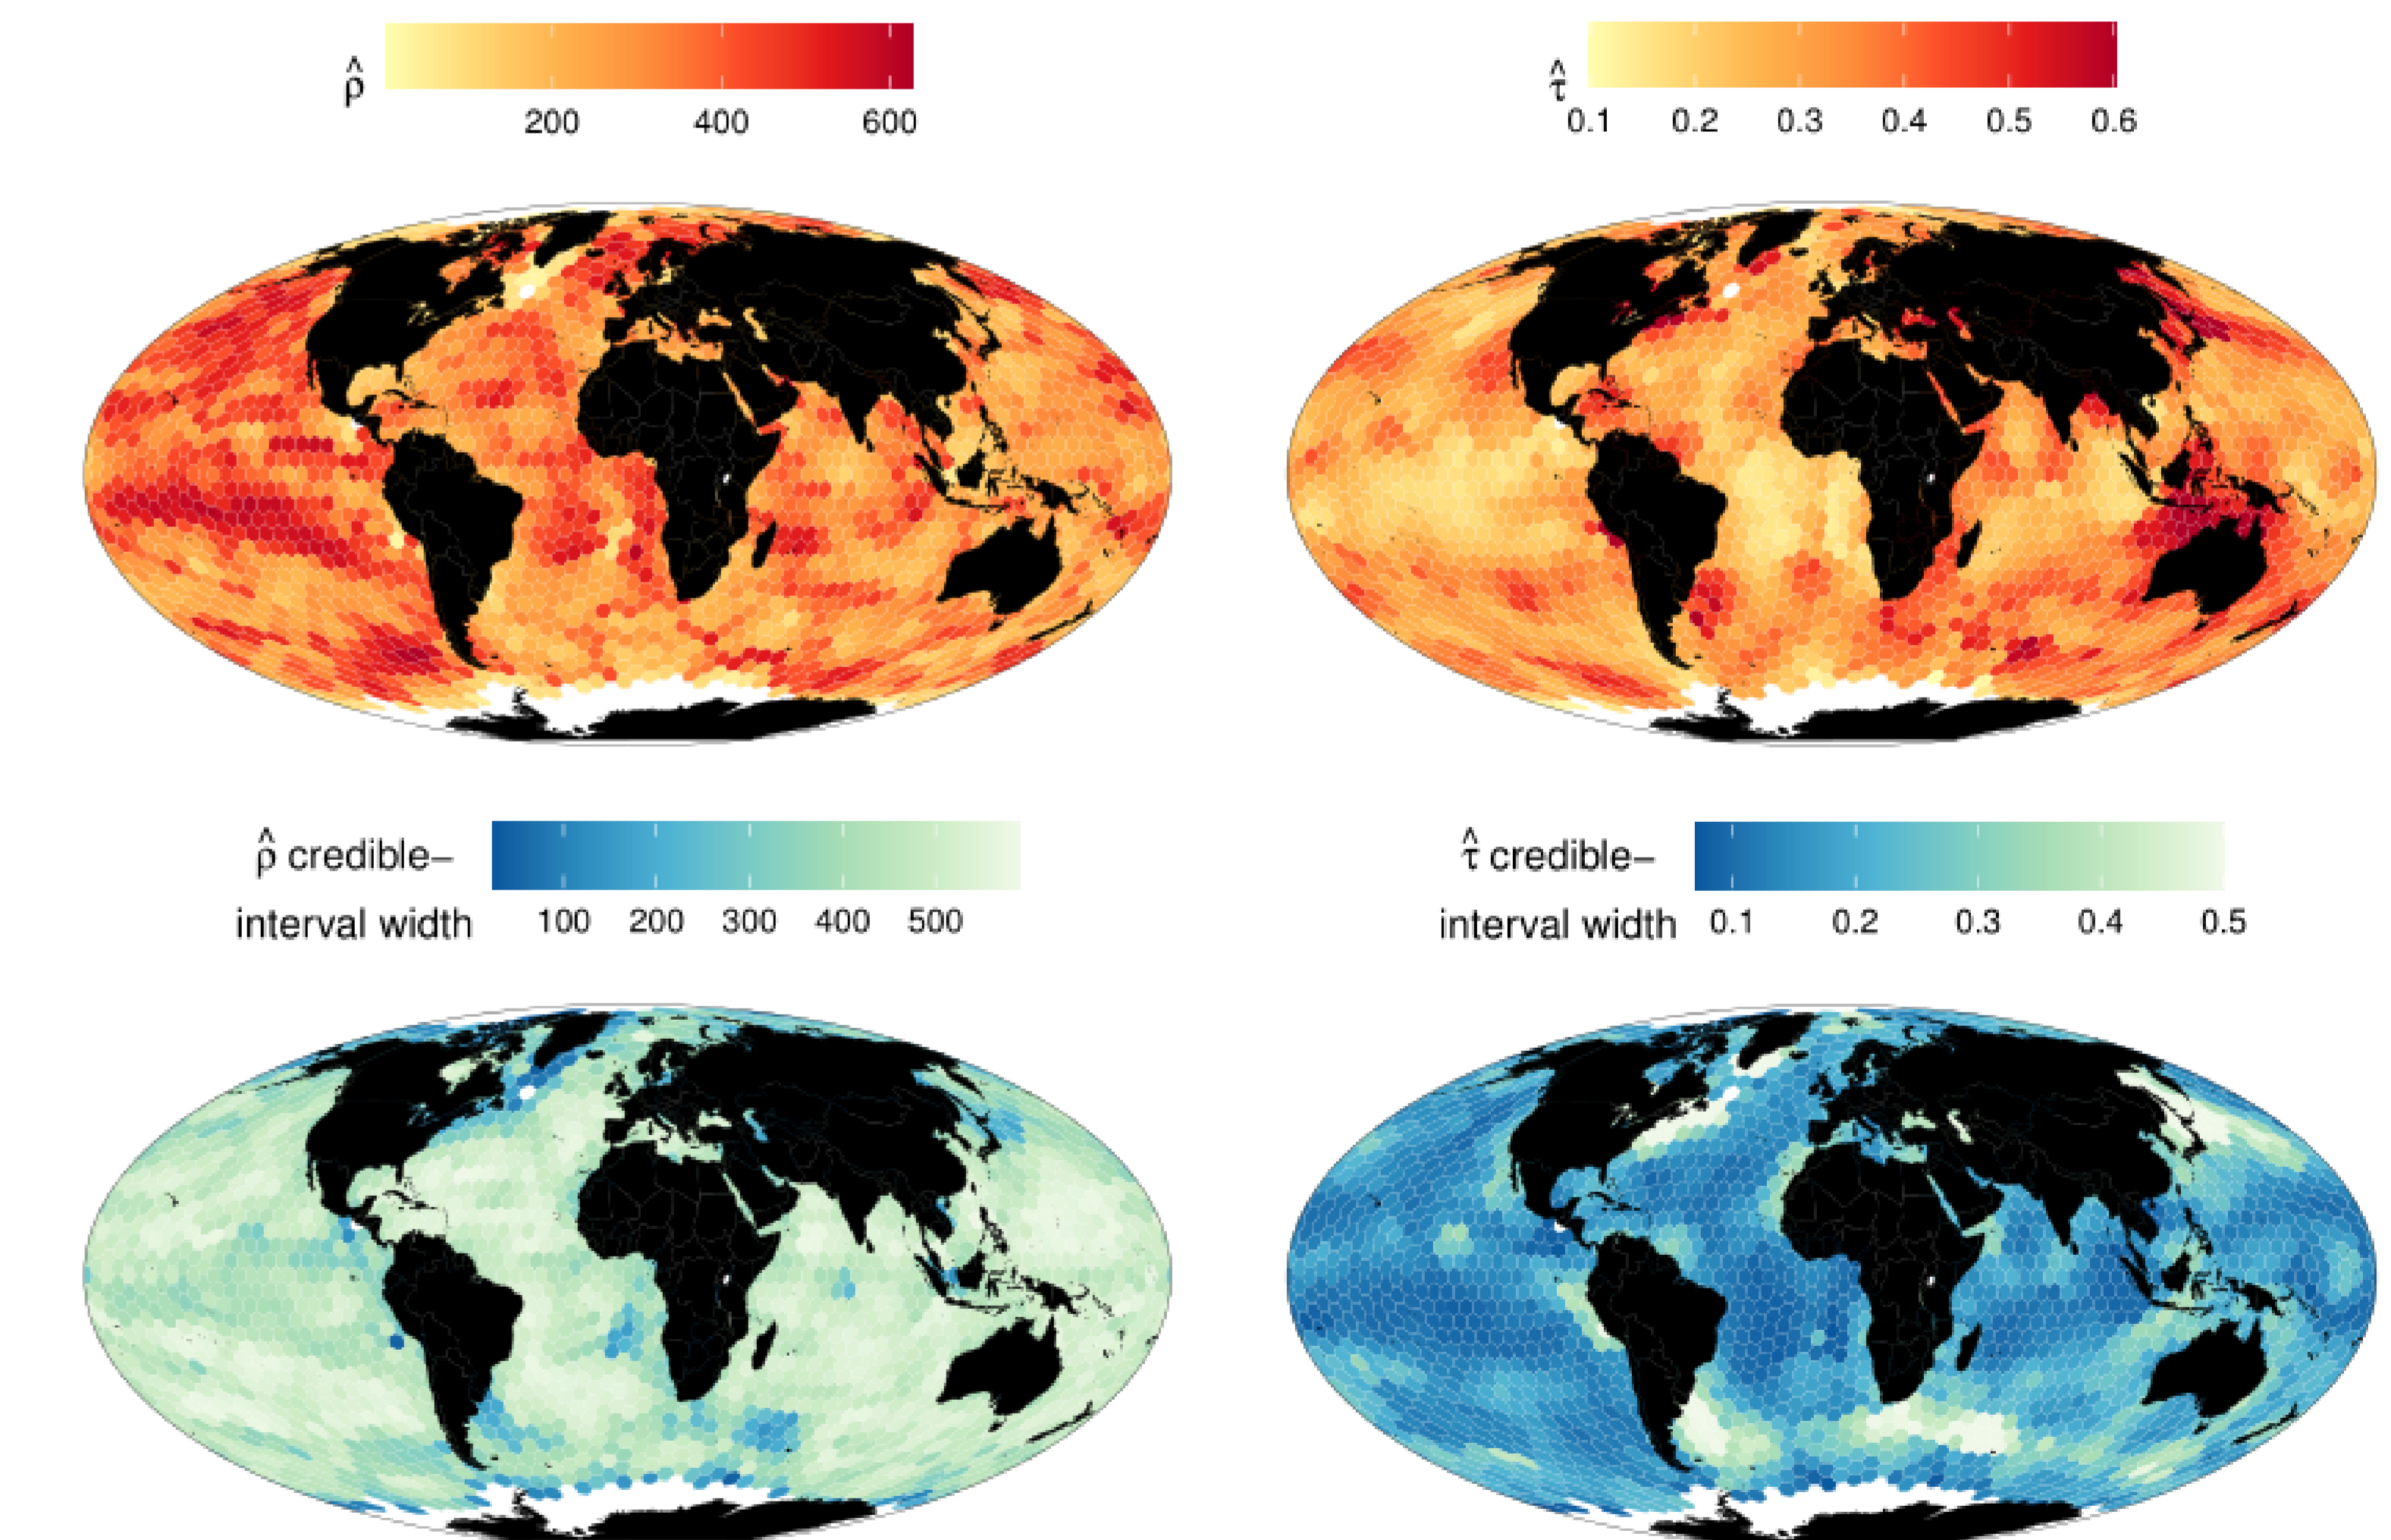 ρ̂
200 400 600
τ̂
0.1 0.2 0.3 0.4 0.5 0.6
ρ̂ credible–
interval width 100 200 300 400 500
τ̂ credible–
interval width 0.1 0.2 0.3 0.4 0.5